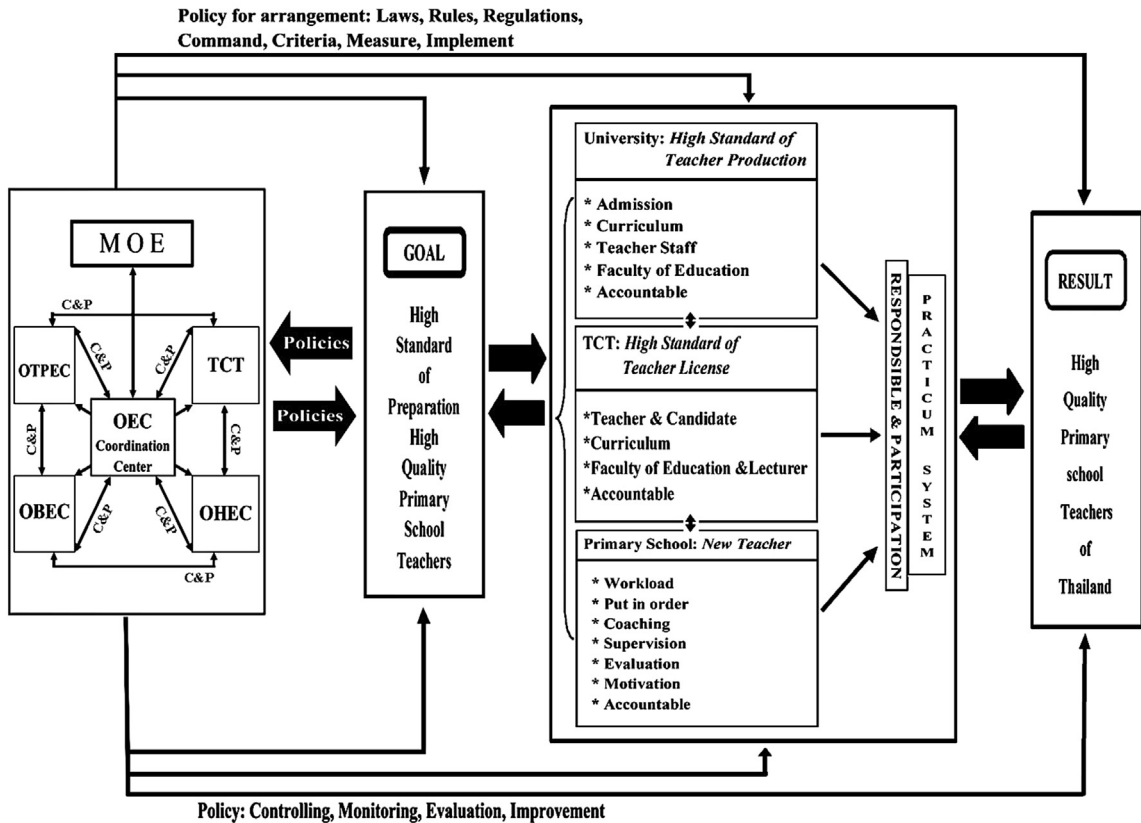 Policy for arrangement: Laws, Rules, Regulations,
Command, Criteria, Measure, Implement
M O E
C&P
OTPEC
C&P
C&P
TCT
C&P
OEC
Coordination
Center
C&P
OBEC
C&P
C&P
OHEC
C&P
Policies
Policies
GOAL
High
Standard
of
Preparation
High
Quality
Primary
School
Teachers
University: High Standard of
Teacher Production
* Admission
* Curriculum
* Teacher Staff
* Faculty of Education
* Accountable
TCT: High Standard of
Teacher License
*Teacher & Candidate
*Curriculum
*Faculty of Education &Lecturer
*Accountable
Primary School: New Teacher
* Workload
* Put in order
* Coaching
* Supervision
* Evaluation
* Motivation
* Accountable
RESPONDSIBLE & PARTICIPATION
PRACTICUM SYSTEM
RESULT
High
Quality
Primary
school
Teachers
of
Thailand
Policy: Controlling, Monitoring, Evaluation, Improvement